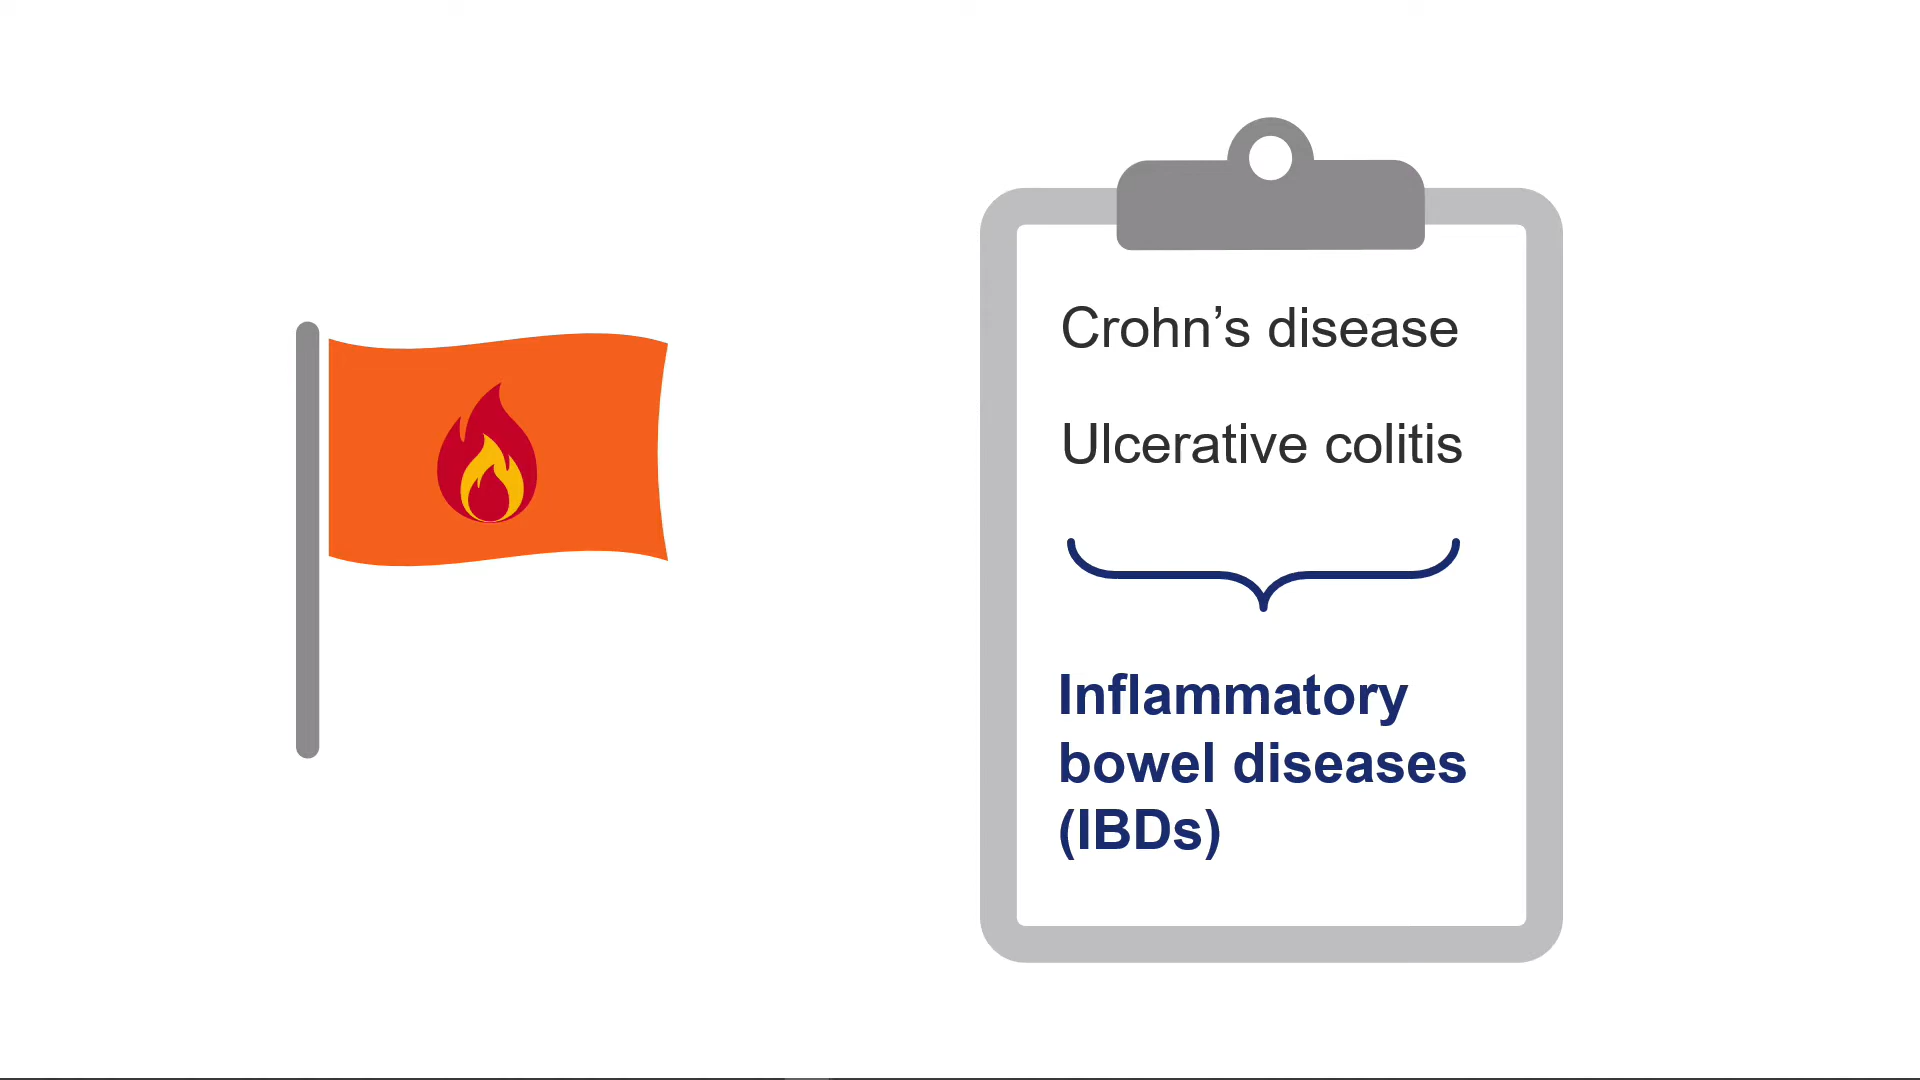 Crohn’s disease
Ulcerative colitis
Inflammatory
bowel diseases
(IBDs)